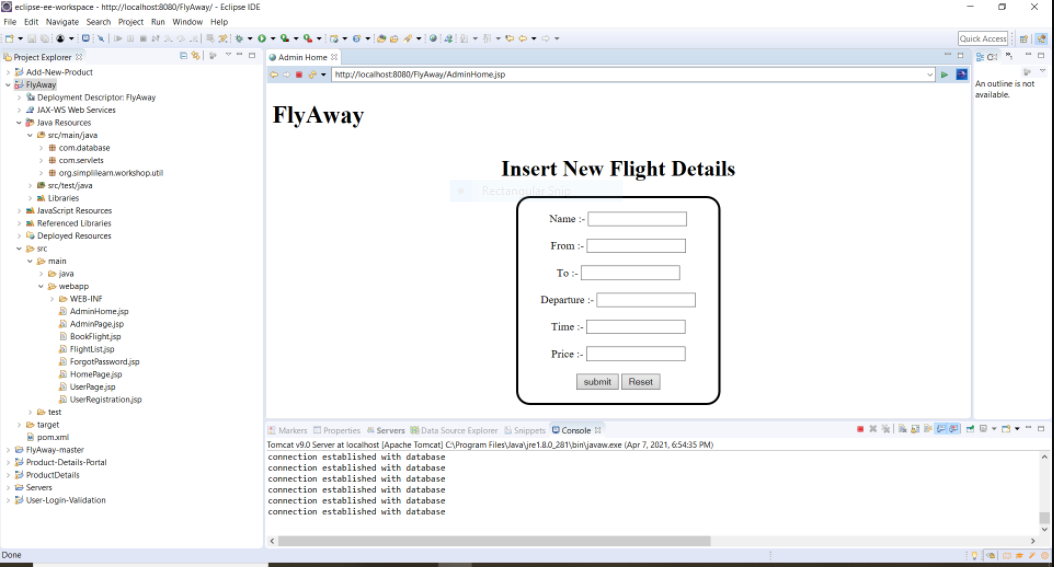 eclipse-ee-workspace - http://localhost:8080/FlyAway/ - Eclipse IDE
File Edit Navigate Search Project Run Window Help
Quick Access
Project Explorer
Add-New-Product
FlyAway
Deployment Descriptor: FlyAway
JAX-WS Web Services
Java Resources
src/main/java
com.database
com.servlets
org.simplilearn.workshop.util
src/test/java
Libraries
JavaScript Resources
Referenced Libraries
Deployed Resources
src
main
java
webapp
WEB-INF
AdminHome.jsp
AdminPage.jsp
BookFlight.jsp
FlightList.jsp
ForgotPassword.jsp
HomePage.jsp
UserPage.jsp
UserRegistration.jsp
test
target
pom.xml
FlyAway-master
Product-Details-Portal
ProductDetails
Servers
User-Login-Validation
Admin Home
http://localhost:8080/FlyAway/AdminHome.jsp
FlyAway
Insert New Flight Details
Rectangular Snip
Name :-
From :-
To :-
Departure :-
Time :-
Price :-
submit Reset
An outline is not
available.
Markers Properties Servers Data Source Explorer Snippets Console
Tomcat v9.0 Server at localhost [Apache Tomcat] C:\Program Files\Java\jre1.8.0_281\bin\javaw.exe (Apr 7, 2021, 6:54:35 PM)
connection established with database
connection established with database
connection established with database
connection established with database
connection established with database
connection established with database
Done